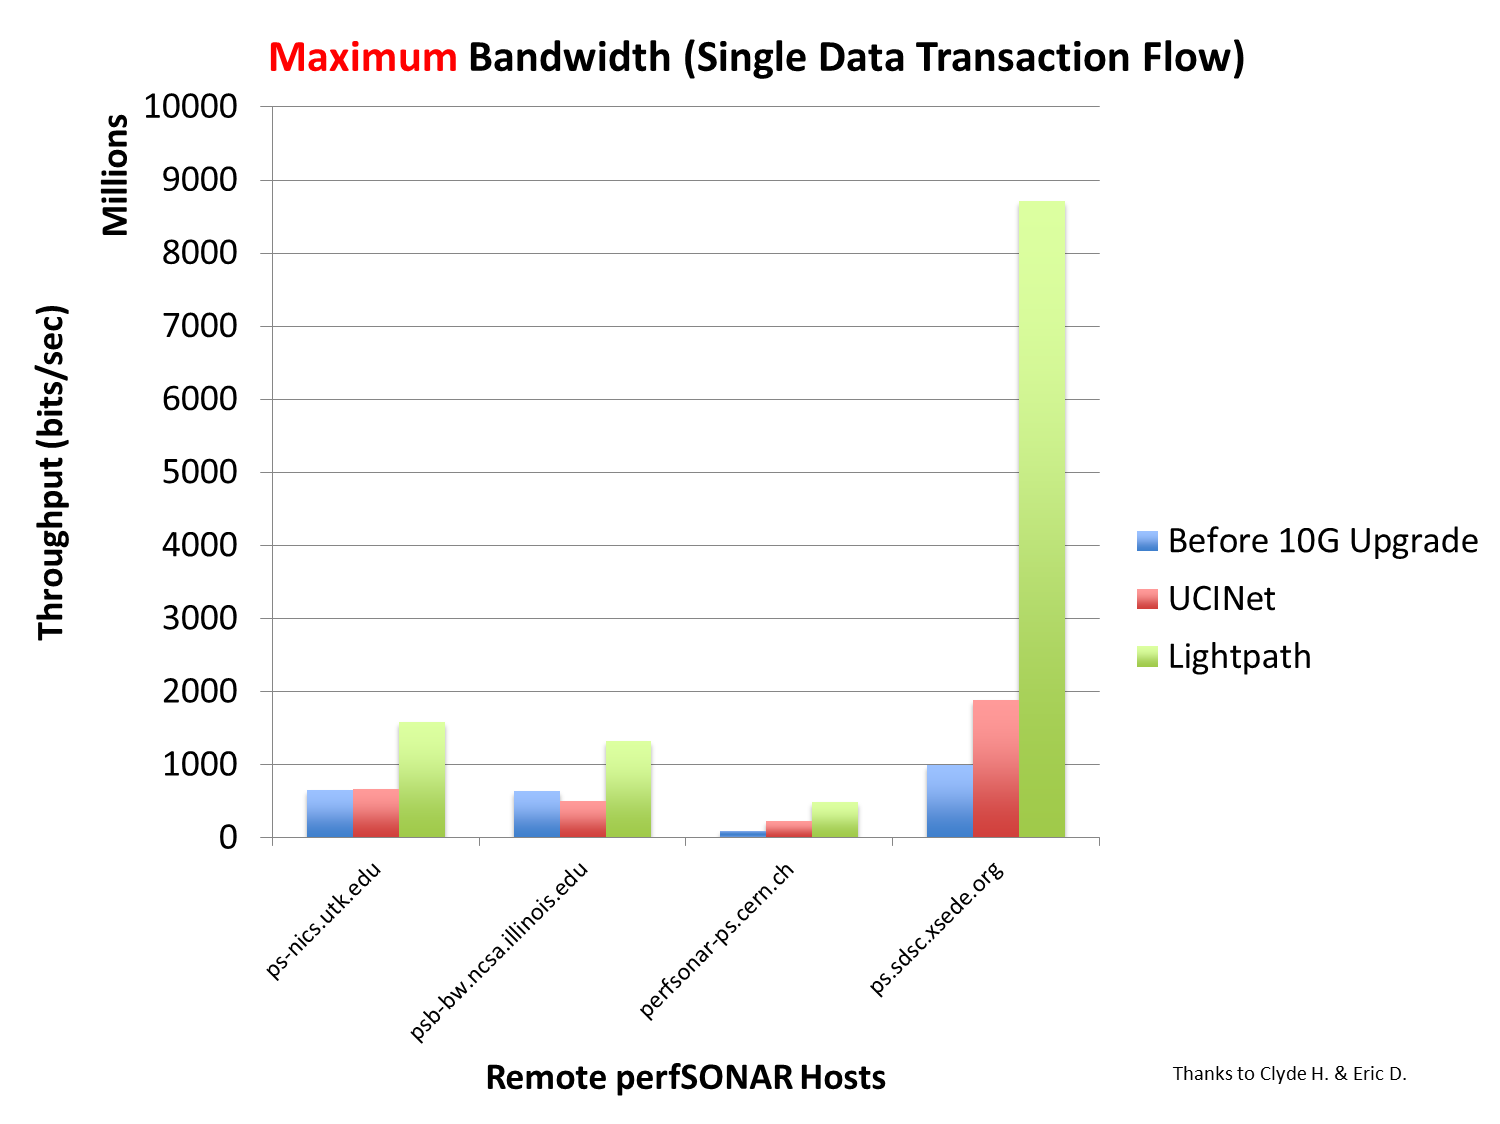 Maximum Bandwidth (Single Data Transaction Flow)
Millions
Throughput (bits/sec)
10000
9000
8000
7000
6000
5000
4000
3000
2000
1000
0
ps-nics.utk.edu
psb-bw.ncsa.illinois.edu
perfsonar-ps.cern.ch
ps.sdsc.xsede.org
Before 10G Upgrade
UCINet
Lightpath
Remote perfSONAR Hosts
Thanks to Clyde H. & Eric D.